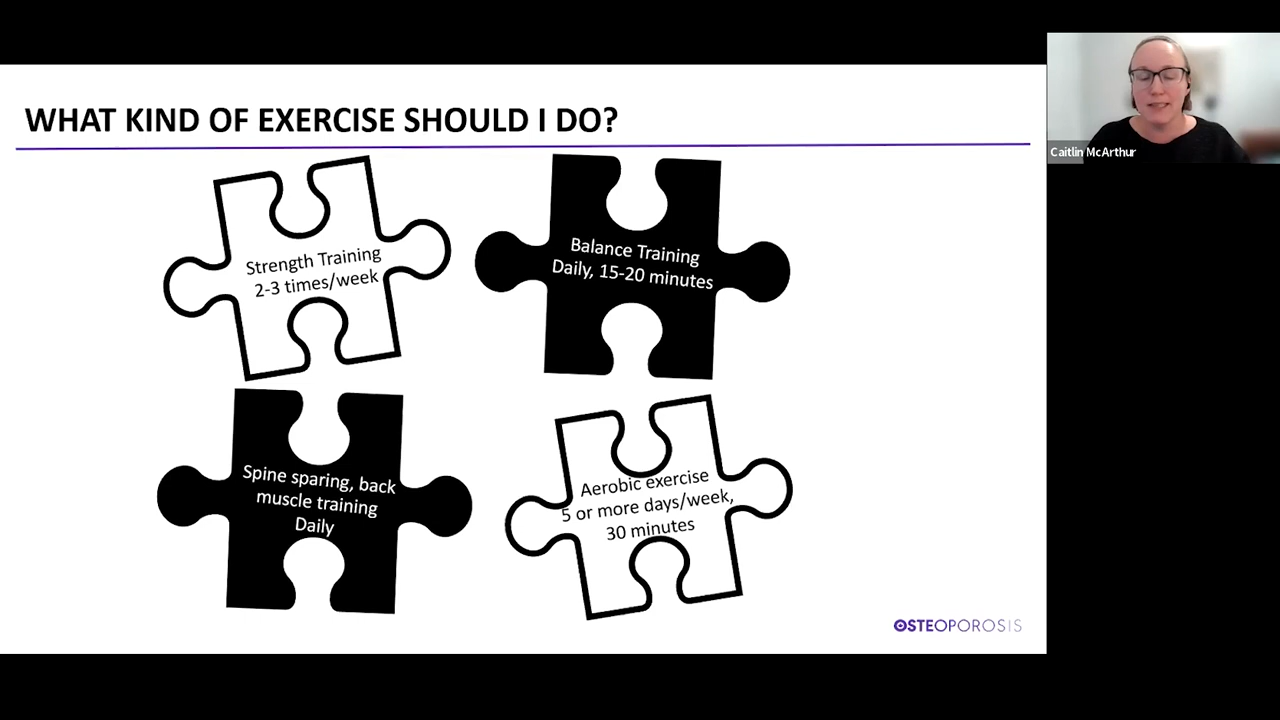 WHAT KIND OF EXERCISE SHOULD I DO?
Strength Training
2-3 times/week
Balance Training
Daily, 15-20 minutes
Spine sparing, back
muscle training
Daily
Aerobic exercise
5 or more days/week,
30 minutes
OSTEOPOROSIS
Caitlin McArthur